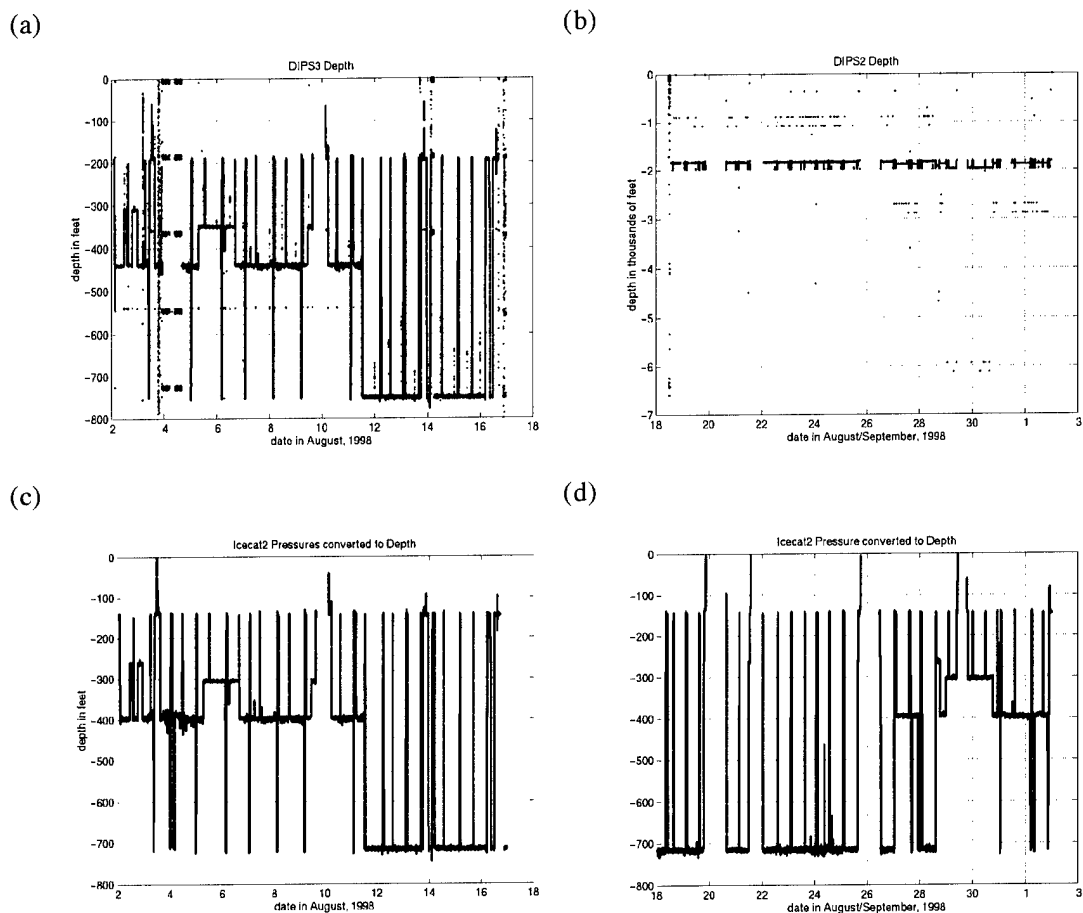 (a)
DIPS3 Depth
depth in feet
0
-100
-200
-300
-400
-500
-600
-700
-800
2 4 6 8 10 12 14 16 18
date in August, 1998
(b)
DIPS2 Depth
depth in thousands of feet
0
-1
-2
-3
-4
-5
-6
-7
18 20 22 24 26 28 30 1 3
date in August/September, 1998
(c)
Icecat2 Pressures converted to Depth
depth in feet
0
-100
-200
-300
-400
-500
-600
-700
-800
2 4 6 8 10 12 14 16 18
date in August, 1998
(d)
Icecat2 Pressure converted to Depth
depth in feet
0
-100
-200
-300
-400
-500
-600
-700
-800
18 20 22 24 26 28 30 1 3
date in August/September, 1998